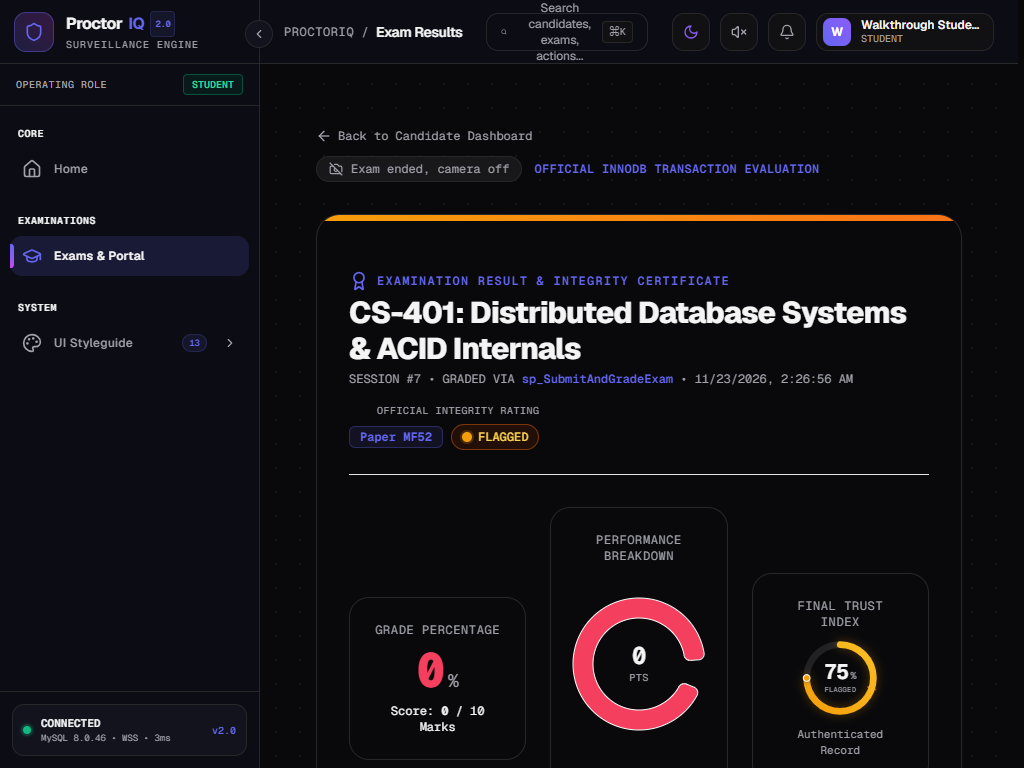 Proctor IQ 2.0
SURVEILLANCE ENGINE
PROCTORIQ / Exam Results
Search
candidates,
exams,
actions…
⌘K
W
Walkthrough Stude…
STUDENT
OPERATING ROLE
STUDENT
CORE
Home
EXAMINATIONS
Exams & Portal
SYSTEM
UI Styleguide
13
CONNECTED
MySQL 8.0.46 • WSS • 3ms
v2.0
Back to Candidate Dashboard
Exam ended, camera off
OFFICIAL INNODB TRANSACTION EVALUATION
EXAMINATION RESULT & INTEGRITY CERTIFICATE
CS-401: Distributed Database Systems
& ACID Internals
SESSION #7 • GRADED VIA sp_SubmitAndGradeExam • 11/23/2026, 2:26:56 AM
OFFICIAL INTEGRITY RATING
Paper MF52
FLAGGED
GRADE PERCENTAGE
0%
Score: 0 / 10
Marks
PERFORMANCE
BREAKDOWN
0
PTS
FINAL TRUST
INDEX
75%
FLAGGED
Authenticated
Record